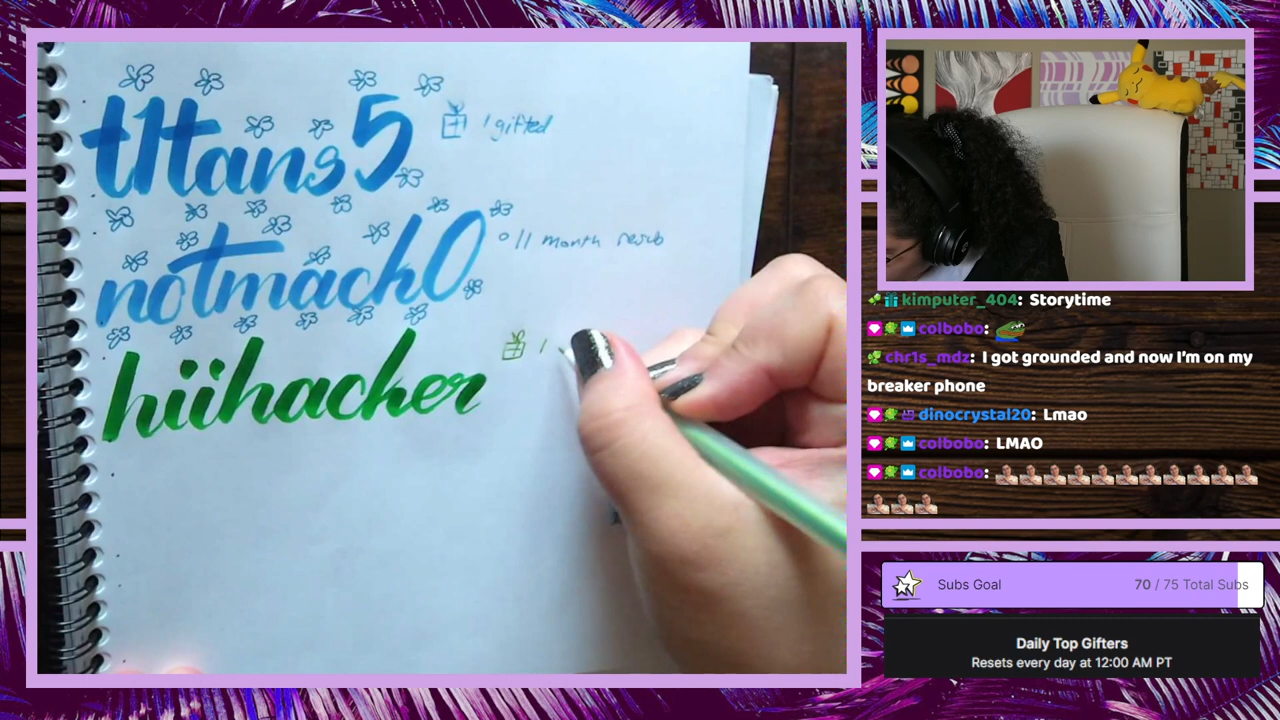 t1tans5
1 gifted
notmack0
11 month resub
hiihacker
1
kimputer_404: Storytime
colbobo:
chr1s_mdz: I got grounded and now I'm on my
breaker phone
dinocrystal20: Lmao
colbobo: LMAO
colbobo:
Subs Goal 70 / 75 Total Subs
Daily Top Gifters
Resets every day at 12:00 AM PT